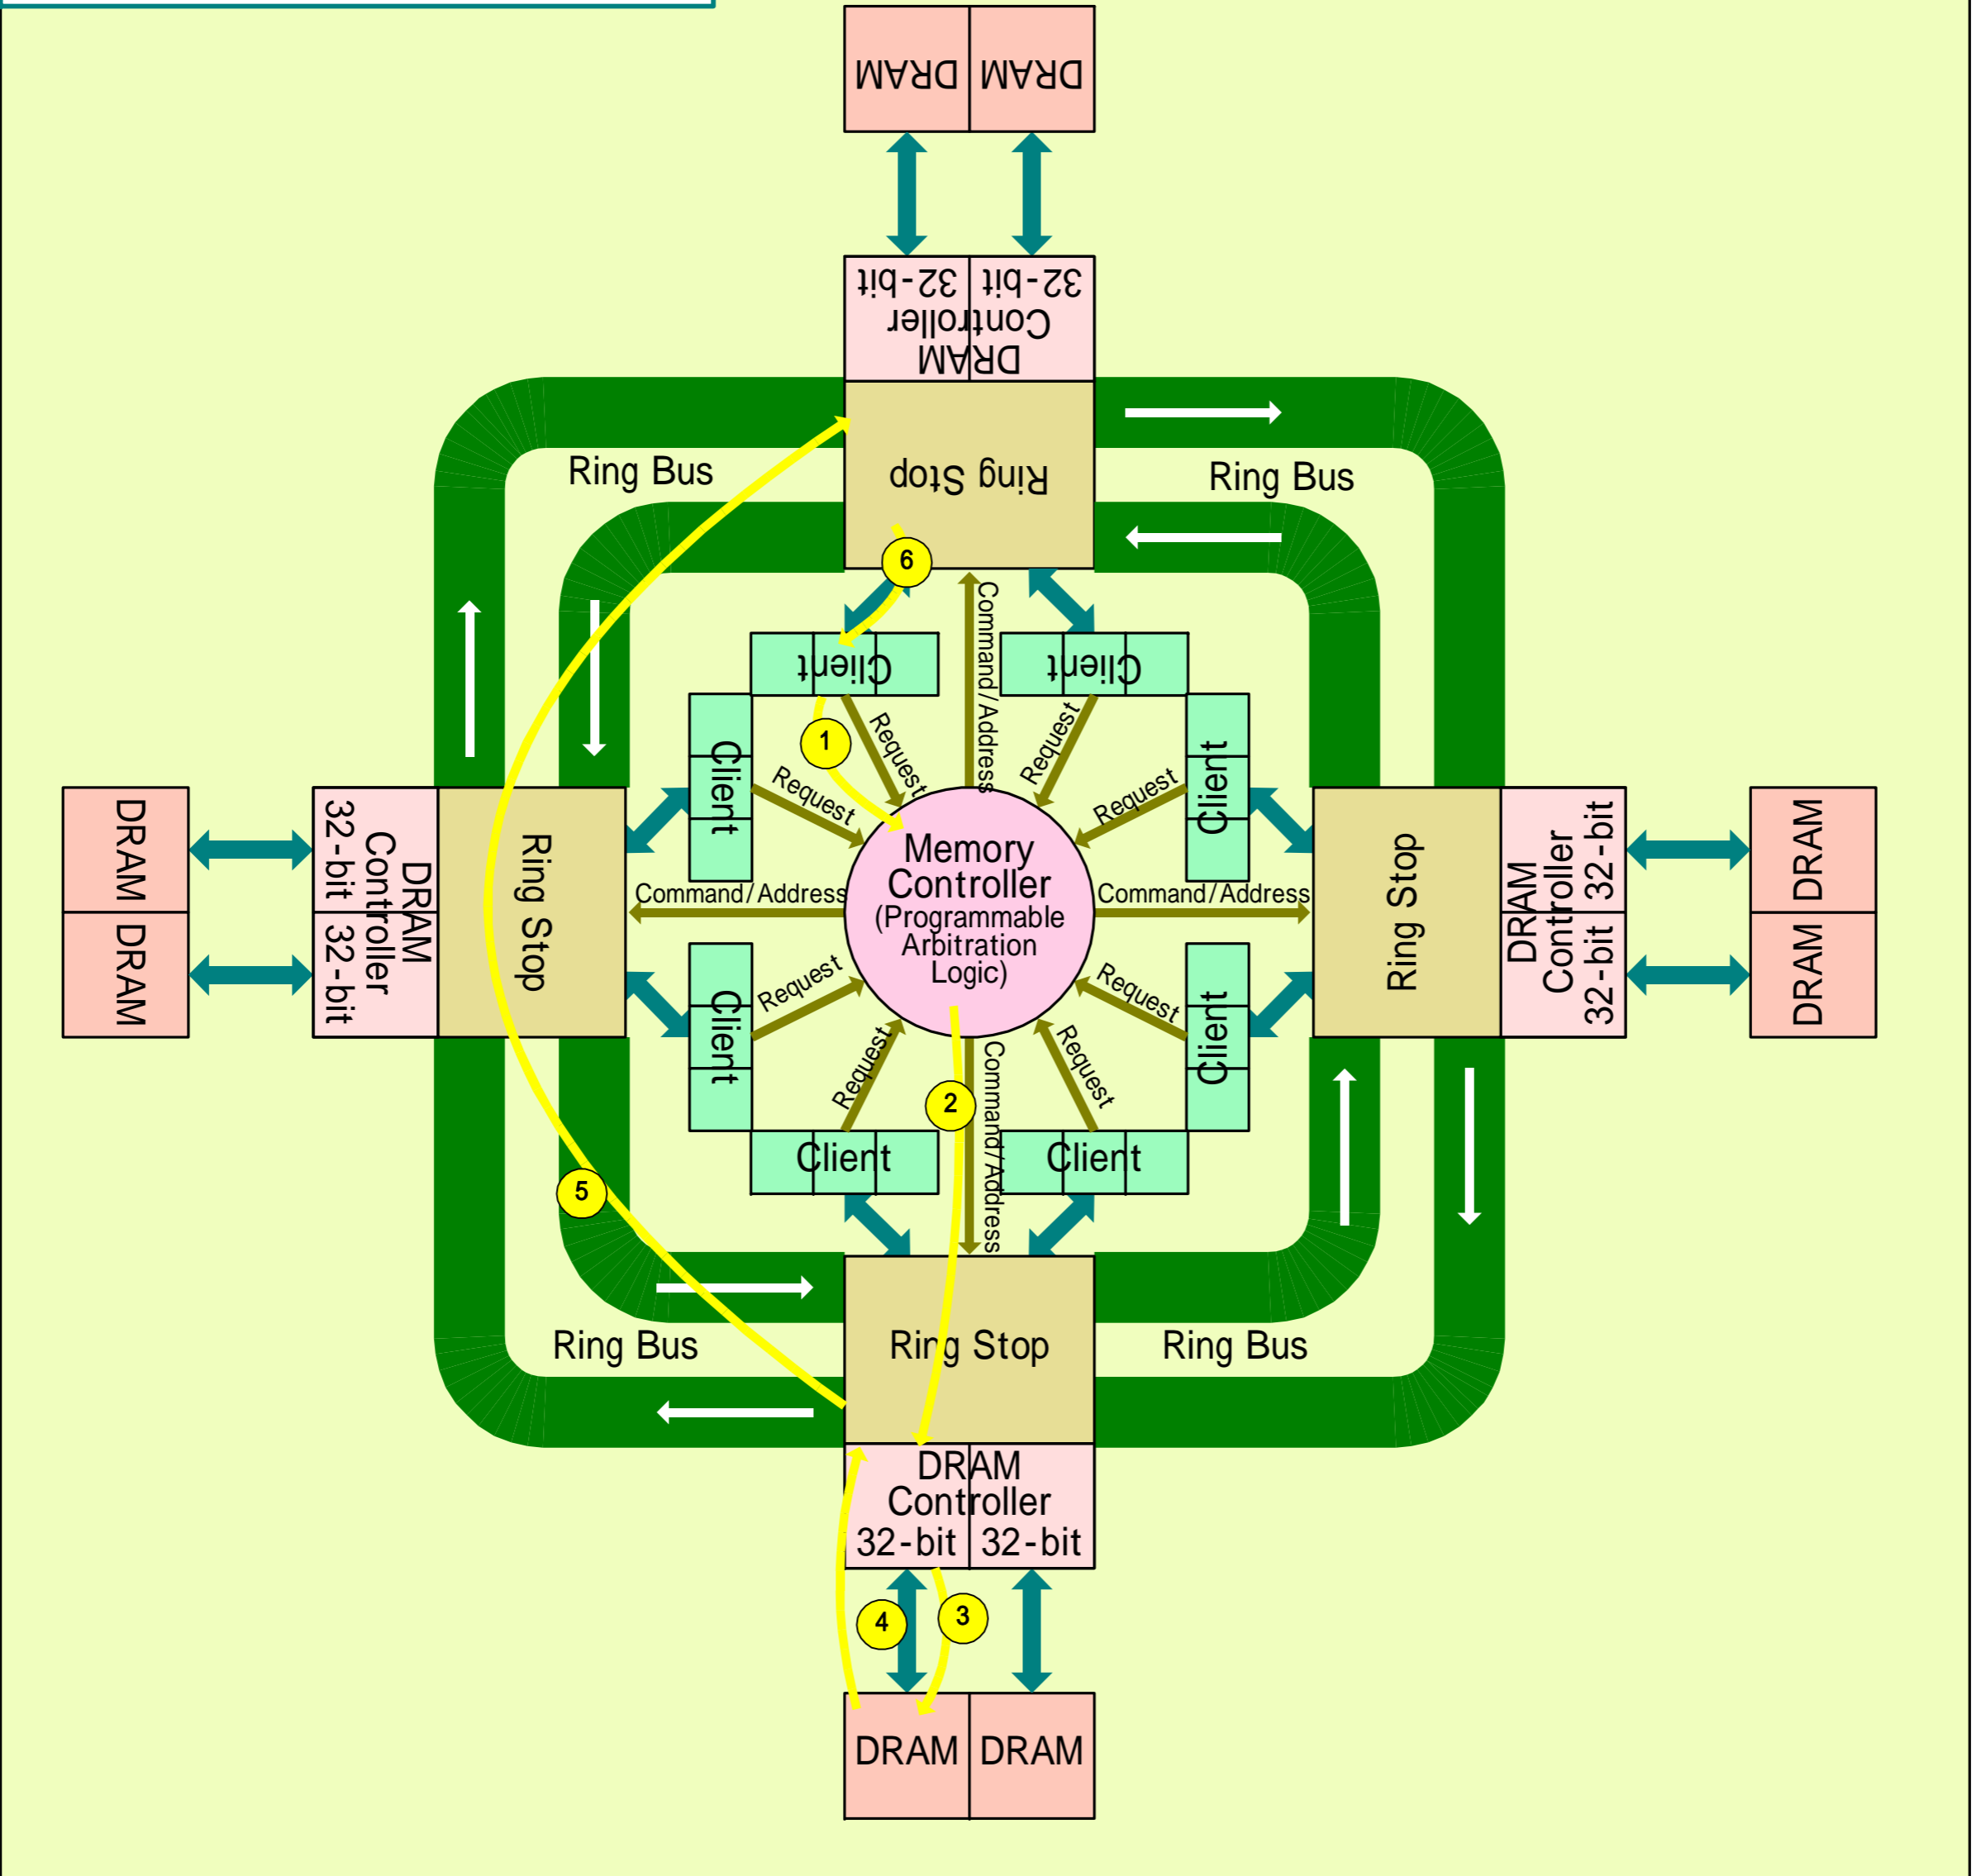 DRAM DRAM
32-bit 32-bit
Controller
DRAM
Ring Stop
Ring Bus
Ring Bus
6
Command/Address
Client
Client
1
Request
Request
Client
Request
Request
Client
DRAM
DRAM
32-bit 32-bit
Controller
DRAM
Ring Stop
Command/Address
Memory
Controller
(Programmable
Arbitration
Logic)
Command/Address
Ring Stop
DRAM
Controller
32-bit 32-bit
DRAM
DRAM
Client
Request
Request
Client
Request
Request
2
Command/Address
Client
Client
5
Ring Bus
Ring Stop
Ring Bus
DRAM
Controller
32-bit 32-bit
4
3
DRAM DRAM